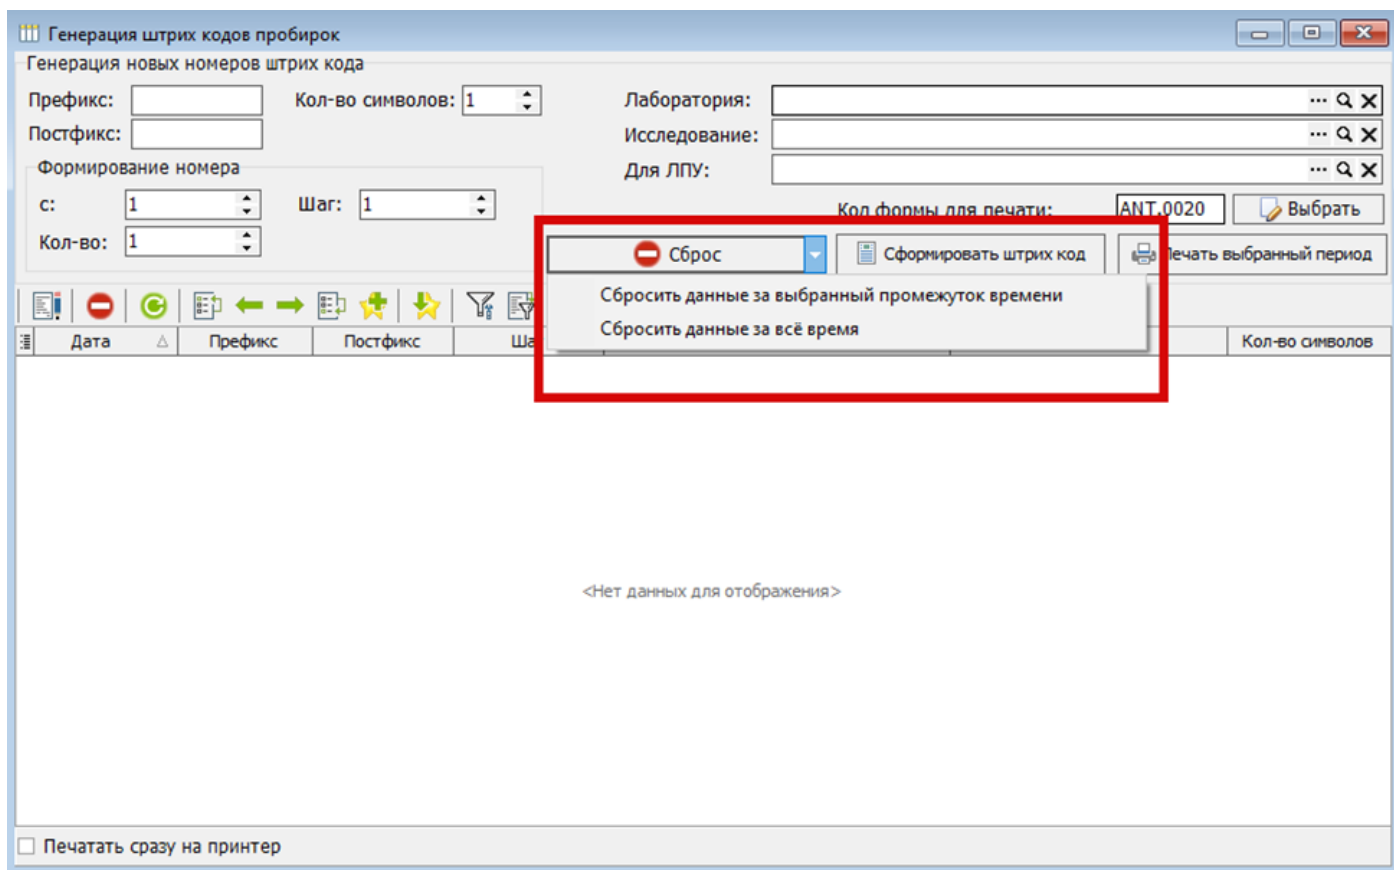 Генерация штрих кодов пробирок
Генерация новых номеров штрих кода
Префикс: Кол-во символов: 1 Лаборатория:
Постфикс: Исследование:
Формирование номера Для ЛПУ:
с: 1 Шаг: 1 Код формы для печати: ANT.0020 Выбрать
Кол-во: 1 Сброс Сформировать штрих код Печать выбранный период
Сбросить данные за выбранный промежуток времени
Сбросить данные за всё время
Дата Префикс Постфикс Кол-во символов
<Нет данных для отображения>
Печатать сразу на принтер